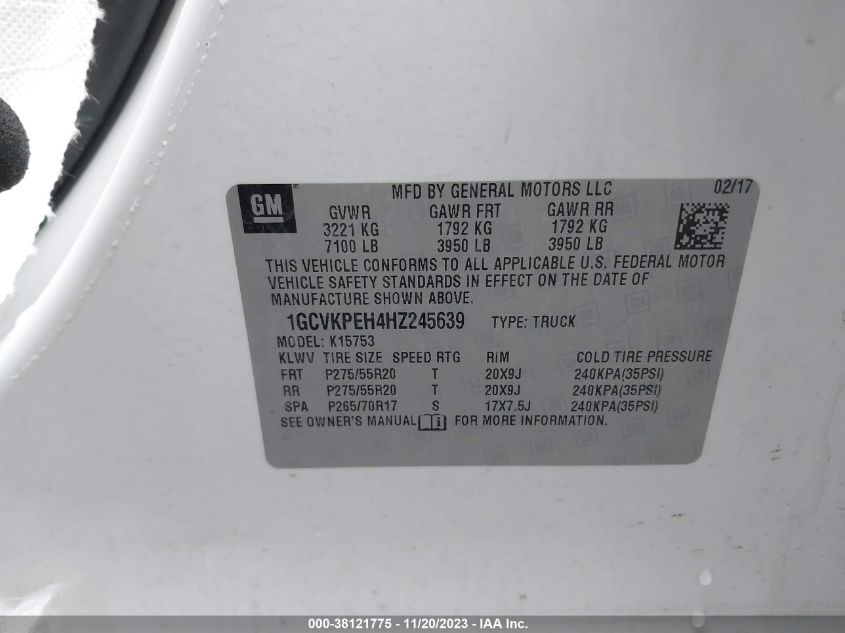 GM
MFD BY GENERAL MOTORS LLC 02/17
GVWR GAWR FRT GAWR RR
3221 KG 1792 KG 1792 KG
7100 LB 3950 LB 3950 LB
THIS VEHICLE CONFORMS TO ALL APPLICABLE U.S. FEDERAL MOTOR
VEHICLE SAFETY STANDARDS IN EFFECT ON THE DATE OF
MANUFACTURE SHOWN ABOVE.
1GCVKPEH4HZ245639 TYPE: TRUCK
MODEL: K15753
KLWV TIRE SIZE SPEED RTG RIM COLD TIRE PRESSURE
FRT P275/55R20 T 20X9J 240KPA(35PSI)
RR P275/55R20 T 20X9J 240KPA(35PSI)
SPA P265/70R17 S 17X7.5J 240KPA(35PSI)
SEE OWNER'S MANUAL FOR MORE INFORMATION.
000-38121775 - 11/20/2023 - IAA Inc.